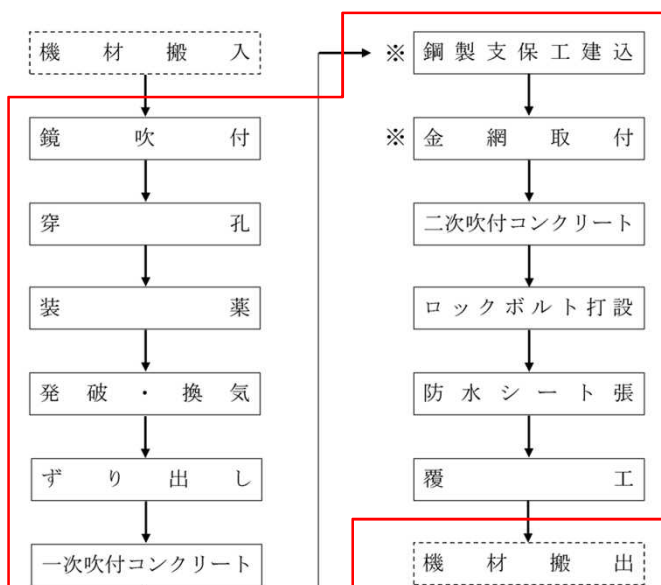 機材搬入
鏡吹付
穿孔
装薬
発破・換気
ずり出し
一次吹付コンクリート
※ 鋼製支保工建込
※ 金網取付
二次吹付コンクリート
ロックボルト打設
防水シート張
覆工
機材搬出